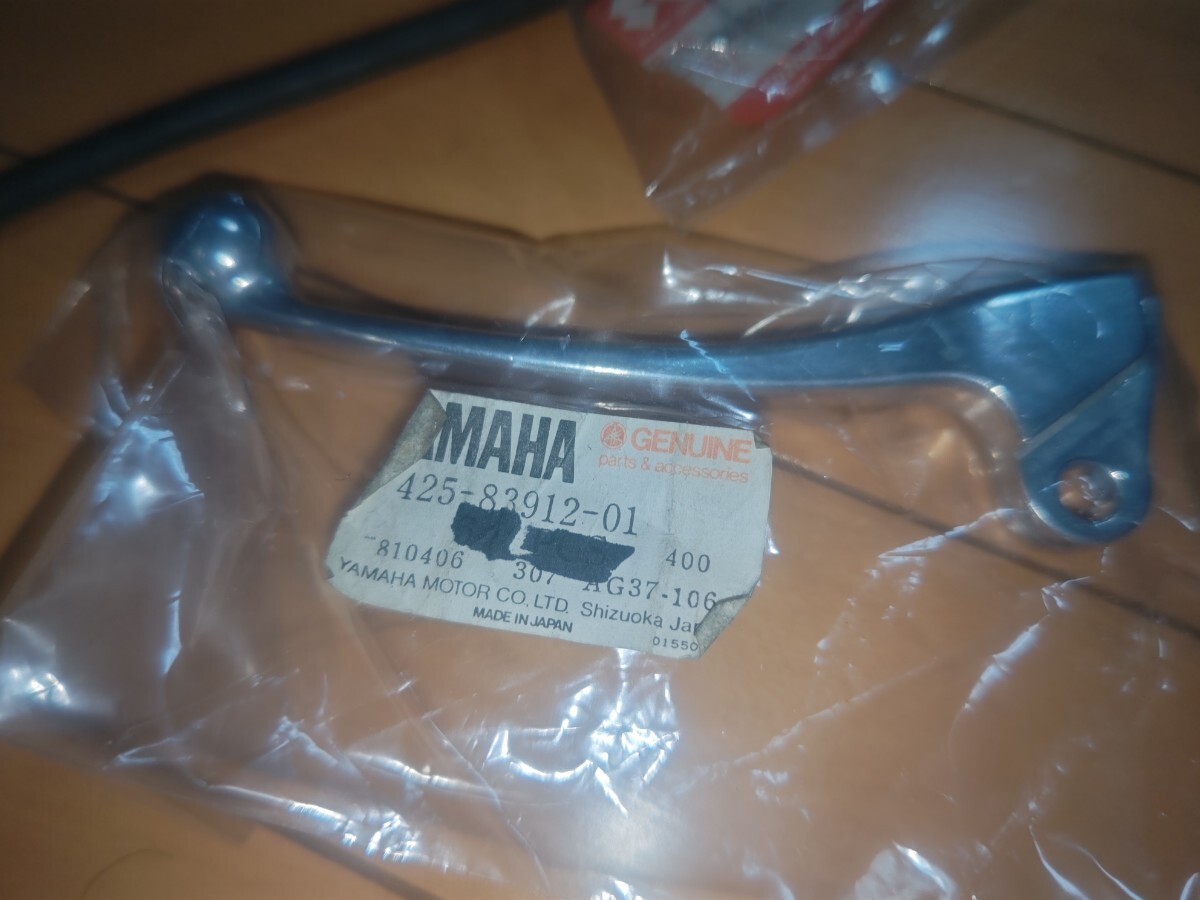 YAMAHA GENUINE
parts & accessories
425-83912-01
PCS 400
810406 307 AG37-106
YAMAHA MOTOR CO., LTD. Shizuoka Ja
MADE IN JAPAN
01550